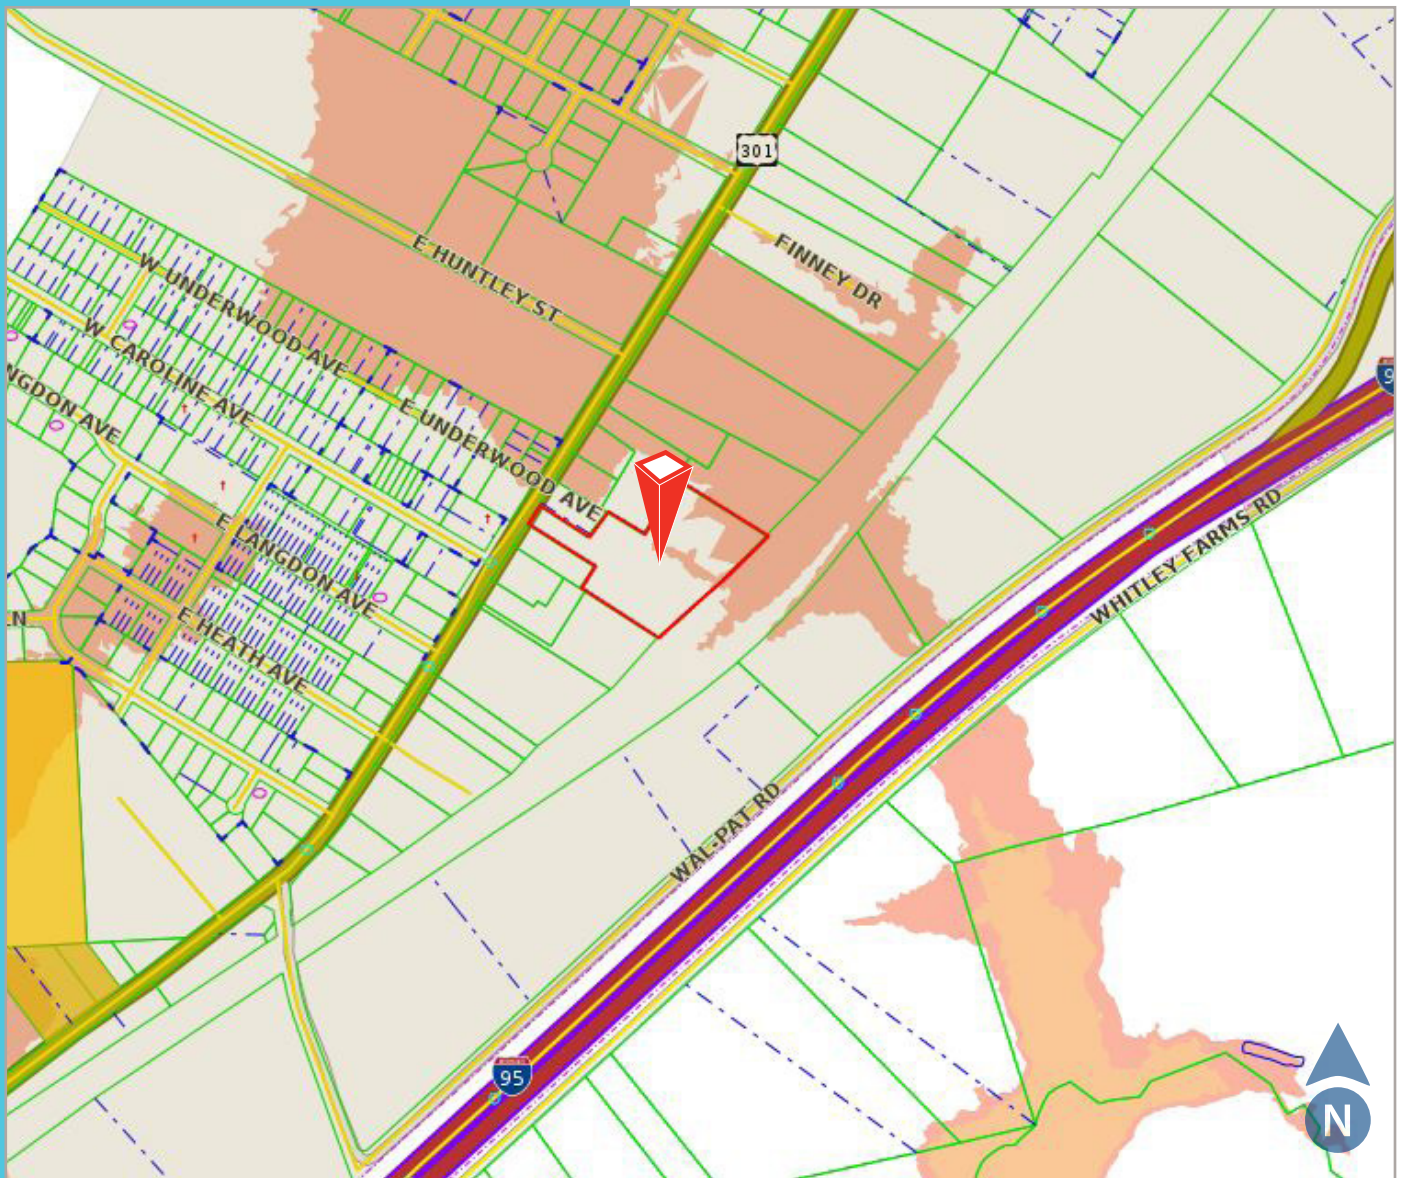 301
FINNEY DR
E HUNTLEY ST
W UNDERWOOD AVE
W CAROLINE AVE
NGDON AVE
E UNDERWOOD AVE
9
E LANGDON AVE
WHITLEY FARMS RD
E HEATH AVE
LN
WAL-PAT RD
95
N